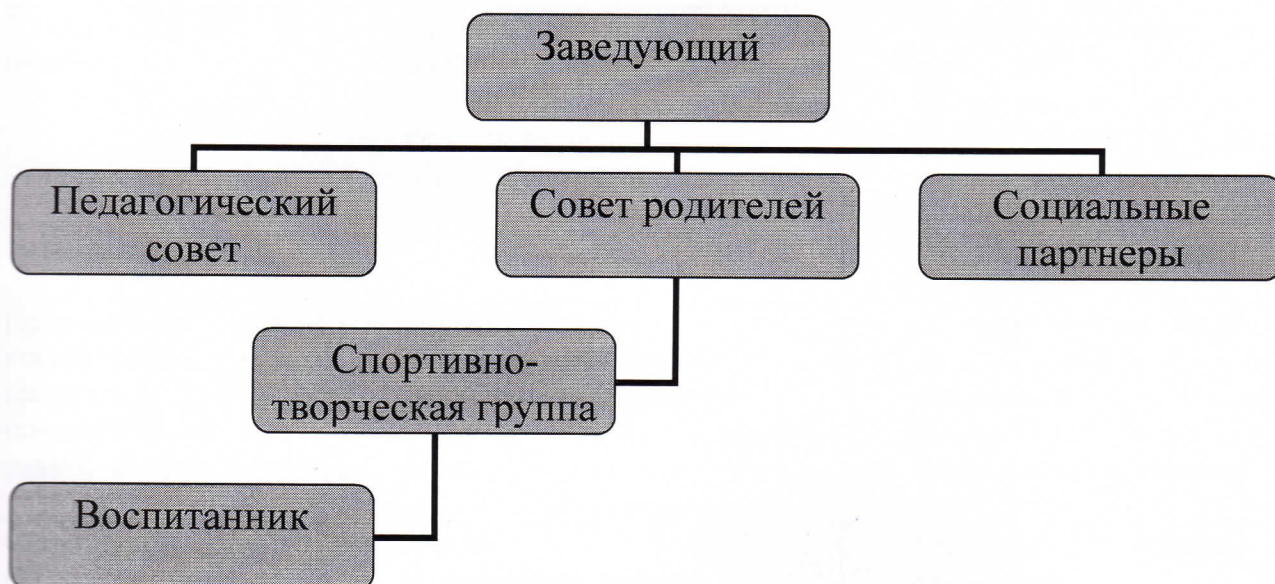 Заведующий
Педагогический
совет
Совет родителей
Социальные
партнеры
Спортивно-
творческая группа
Воспитанник